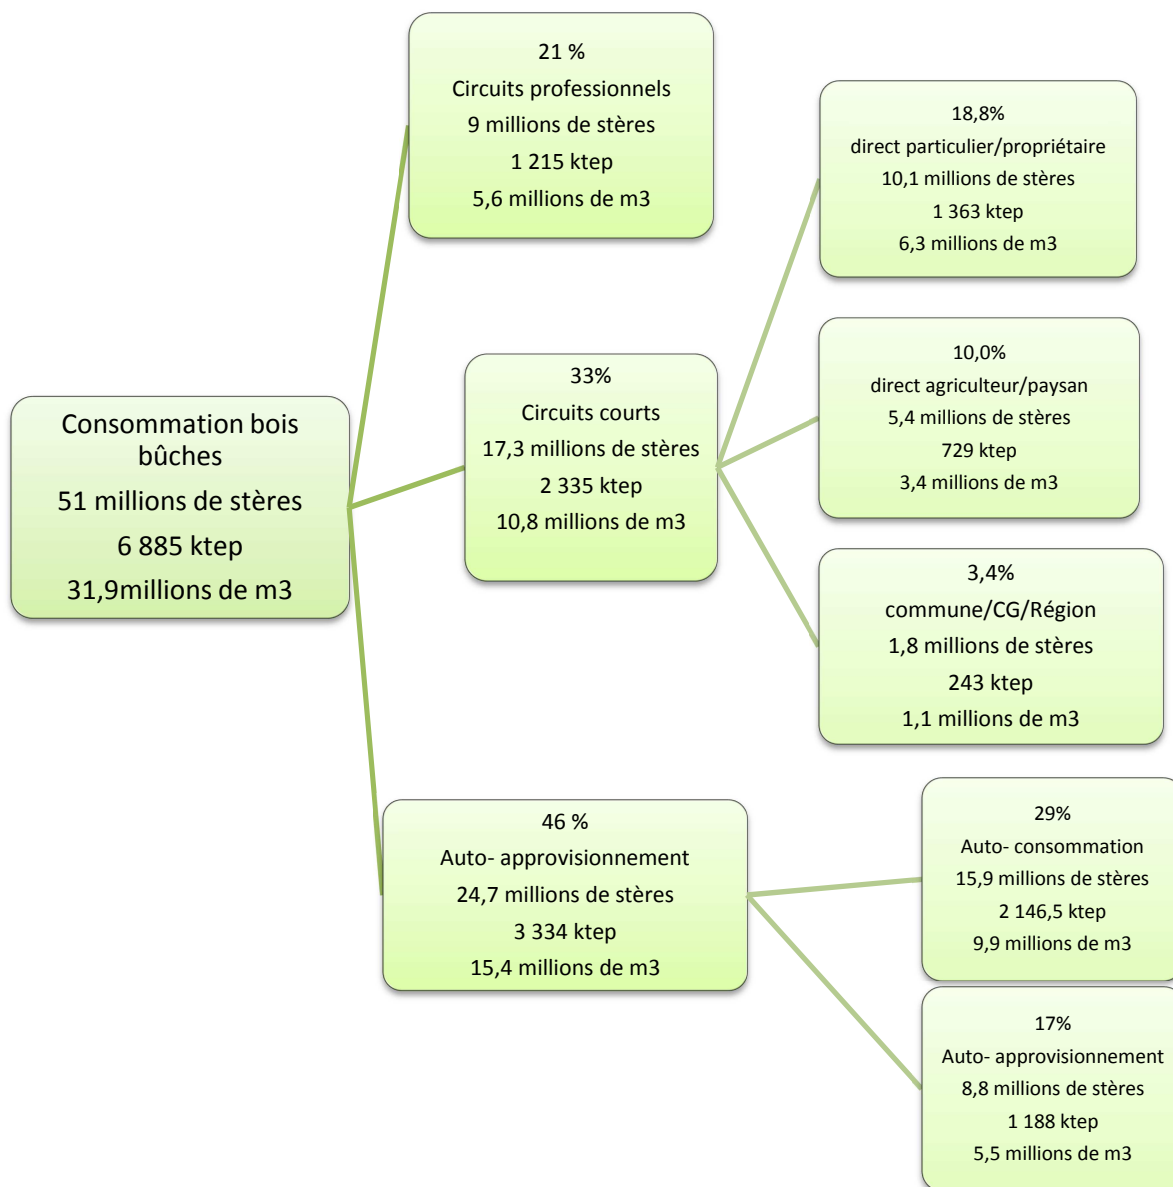 Consommation bois
bûches
51 millions de stères
6 885 ktep
31,9millions de m3
21 %
Circuits professionnels
9 millions de stères
1 215 ktep
5,6 millions de m3
33%
Circuits courts
17,3 millions de stères
2 335 ktep
10,8 millions de m3
18,8%
direct particulier/propriétaire
10,1 millions de stères
1 363 ktep
6,3 millions de m3
10,0%
direct agriculteur/paysan
5,4 millions de stères
729 ktep
3,4 millions de m3
3,4%
commune/CG/Région
1,8 millions de stères
243 ktep
1,1 millions de m3
46 %
Auto- approvisionnement
24,7 millions de stères
3 334 ktep
15,4 millions de m3
29%
Auto- consommation
15,9 millions de stères
2 146,5 ktep
9,9 millions de m3
17%
Auto- approvisionnement
8,8 millions de stères
1 188 ktep
5,5 millions de m3